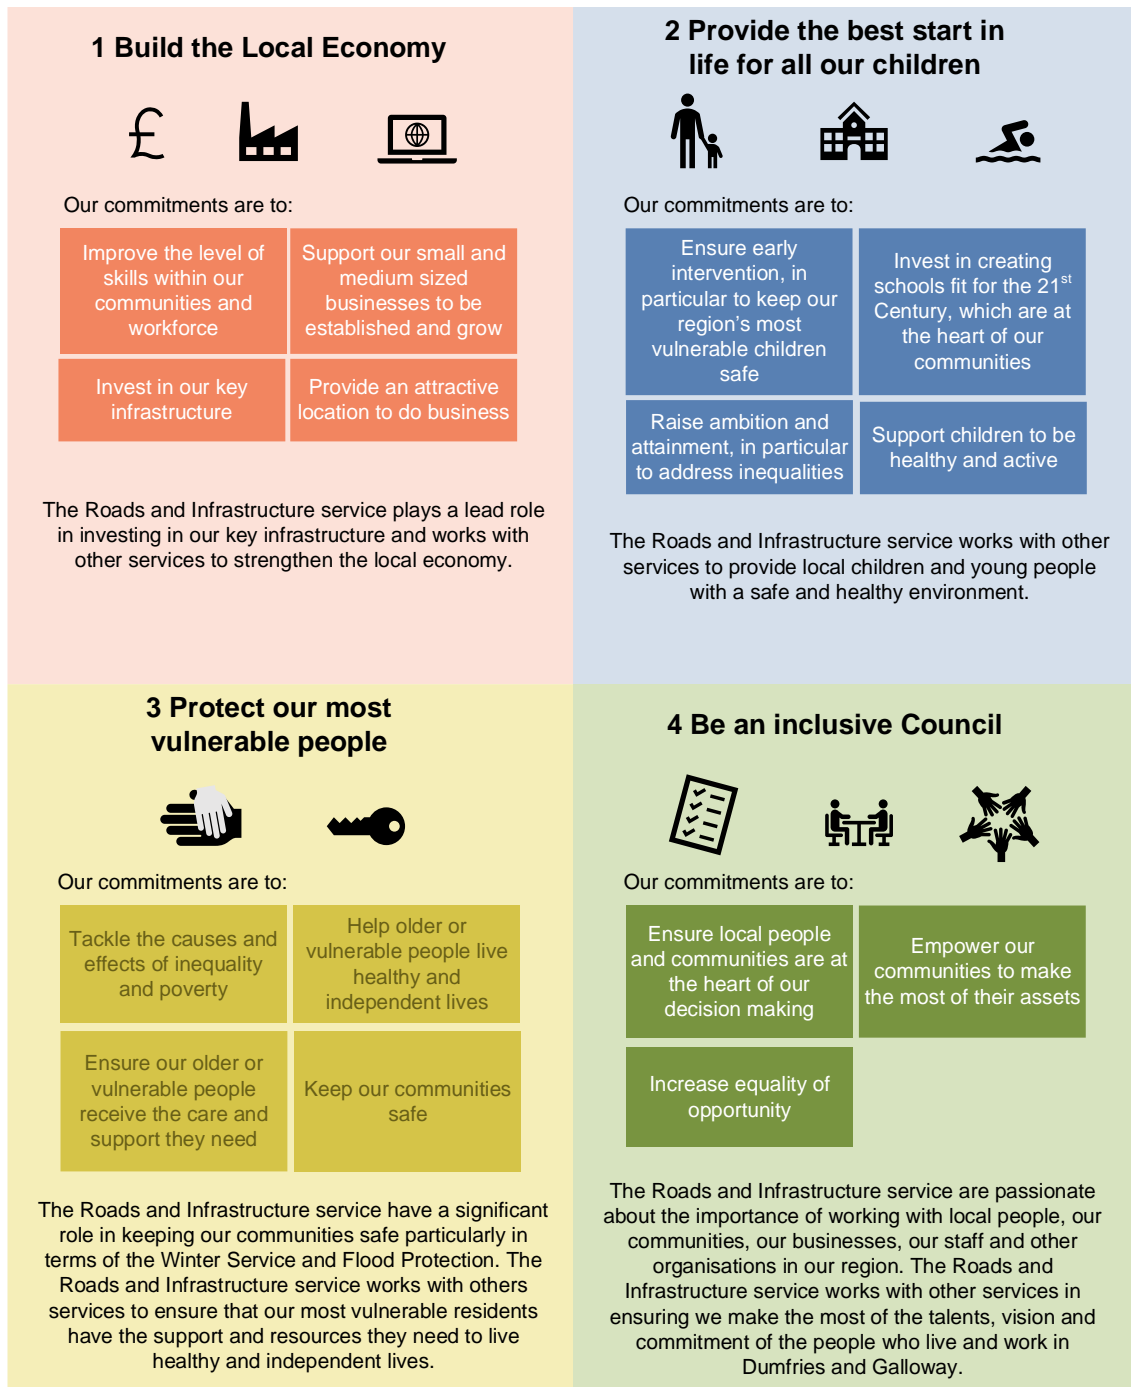 1 Build the Local Economy
£
Our commitments are to:
Improve the level of
skills within our
communities and
workforce
Support our small and
medium sized
businesses to be
established and grow
Invest in our key
infrastructure
Provide an attractive
location to do business
The Roads and Infrastructure service plays a lead role
in investing in our key infrastructure and works with
other services to strengthen the local economy.
2 Provide the best start in
life for all our children
Our commitments are to:
Ensure early
intervention, in
particular to keep our
region's most
vulnerable children
safe
Invest in creating
schools fit for the 21st
Century, which are at
the heart of our
communities
Raise ambition and
attainment, in particular
to address inequalities
Support children to be
healthy and active
The Roads and Infrastructure service works with other
services to provide local children and young people
with a safe and healthy environment.
3 Protect our most
vulnerable people
Our commitments are to:
Tackle the causes and
effects of inequality
and poverty
Help older or
vulnerable people live
healthy and
independent lives
Ensure our older or
vulnerable people
receive the care and
support they need
Keep our communities
safe
The Roads and Infrastructure service have a significant
role in keeping our communities safe particularly in
terms of the Winter Service and Flood Protection. The
Roads and Infrastructure service works with others
services to ensure that our most vulnerable residents
have the support and resources they need to live
healthy and independent lives.
4 Be an inclusive Council
Our commitments are to:
Ensure local people
and communities are at
the heart of our
decision making
Empower our
communities to make
the most of their assets
Increase equality of
opportunity
The Roads and Infrastructure service are passionate
about the importance of working with local people, our
communities, our businesses, our staff and other
organisations in our region. The Roads and
Infrastructure service works with other services in
ensuring we make the most of the talents, vision and
commitment of the people who live and work in
Dumfries and Galloway.